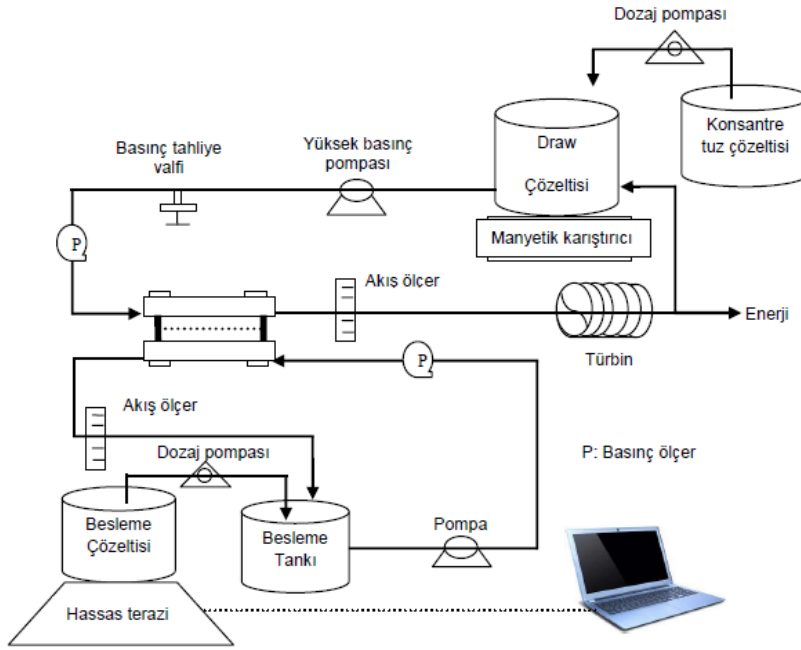 Dozaj pompası
Konsantre
tuz çözeltisi
Draw
Çözeltisi
Yüksek basınç
pompası
Basınç tahliye
valfi
Manyetik karıştırıcı
P
Akış ölçer
Enerji
Türbin
P
Akış ölçer
Dozaj pompası
P: Basınç ölçer
Besleme
Çözeltisi
Besleme
Tankı
Pompa
Hassas terazi